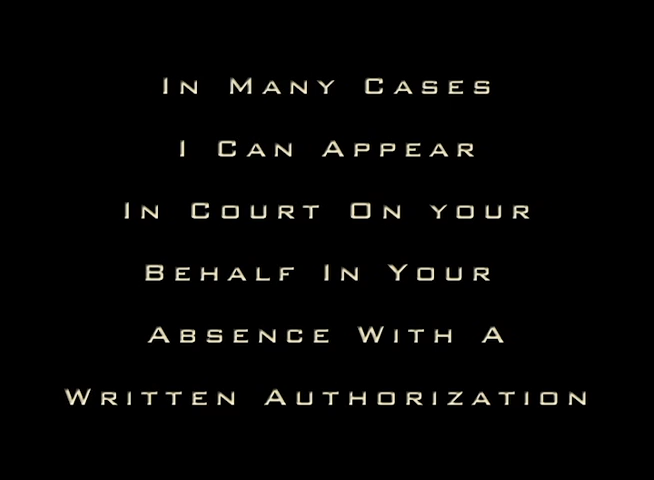 In Many Cases
I Can Appear
In Court On your
Behalf In Your
Absence With A
Written Authorization